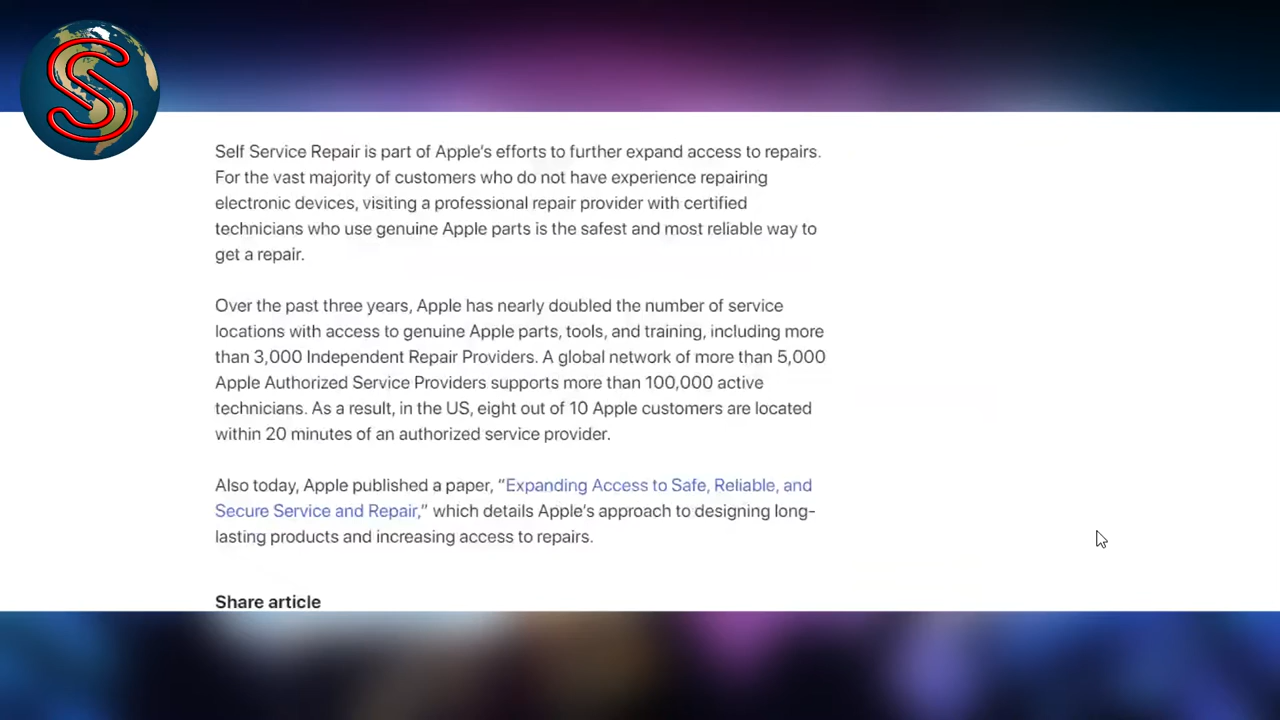 S
Self Service Repair is part of Apple's efforts to further expand access to repairs.
For the vast majority of customers who do not have experience repairing
electronic devices, visiting a professional repair provider with certified
technicians who use genuine Apple parts is the safest and most reliable way to
get a repair.
Over the past three years, Apple has nearly doubled the number of service
locations with access to genuine Apple parts, tools, and training, including more
than 3,000 Independent Repair Providers. A global network of more than 5,000
Apple Authorized Service Providers supports more than 100,000 active
technicians. As a result, in the US, eight out of 10 Apple customers are located
within 20 minutes of an authorized service provider.
Also today, Apple published a paper, “Expanding Access to Safe, Reliable, and
Secure Service and Repair,” which details Apple's approach to designing long-
lasting products and increasing access to repairs.
Share article